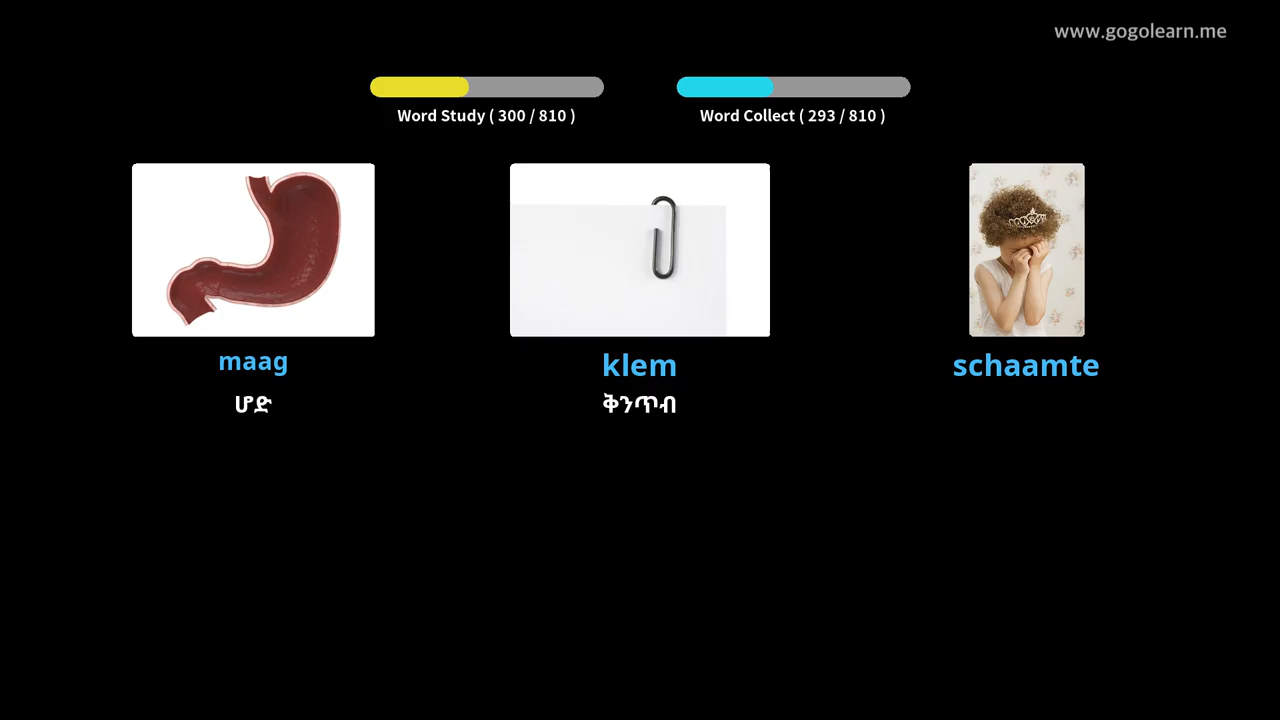 www.gogolearn.me
Word Study ( 300 / 810 )
Word Collect ( 293 / 810 )
maag
ሆድ
klem
ቅንጥብ
schaamte